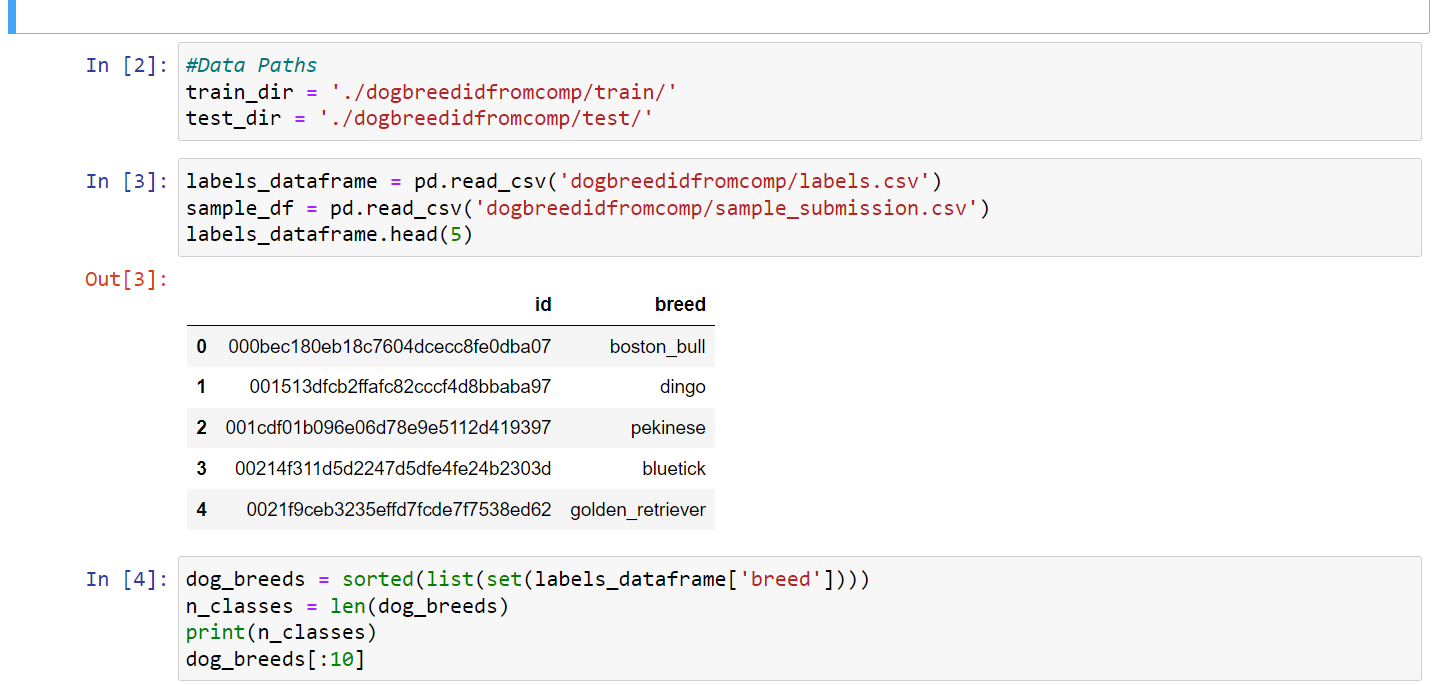 In [2]: #Data Paths
train_dir = './dogbreedidfromcomp/train/'
test_dir = './dogbreedidfromcomp/test/'
In [3]: labels_dataframe = pd.read_csv('dogbreedidfromcomp/labels.csv')
sample_df = pd.read_csv('dogbreedidfromcomp/sample_submission.csv')
labels_dataframe.head(5)
Out[3]:
id breed
0 000bec180eb18c7604dcecc8fe0dba07 boston_bull
1 001513dfcb2ffafc82cccf4d8bbaba97 dingo
2 001cdf01b096e06d78e9e5112d419397 pekinese
3 00214f311d5d2247d5dfe4fe24b2303d bluetick
4 0021f9ceb3235effd7fcde7f7538ed62 golden_retriever
In [4]: dog_breeds = sorted(list(set(labels_dataframe['breed'])))
n_classes = len(dog_breeds)
print(n_classes)
dog_breeds[:10]